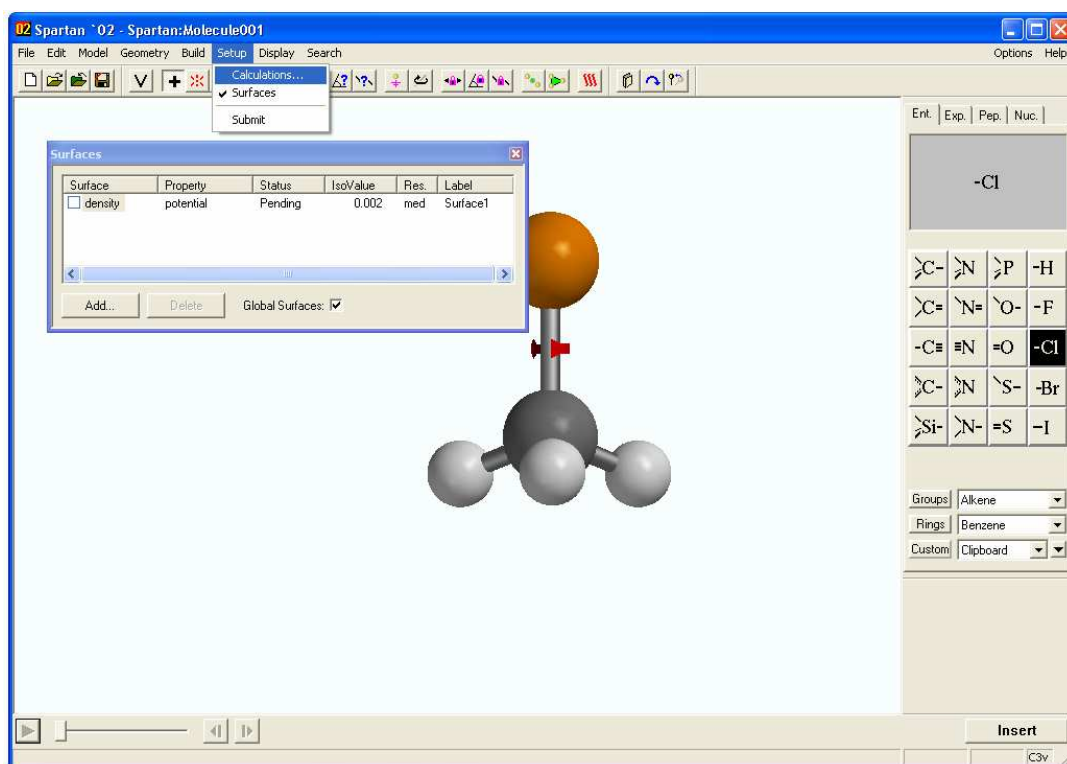 02 Spartan `02 - Spartan:Molecule001
File Edit Model Geometry Build Setup Display Search Options Help
Calculations...
Surfaces
Submit
Surfaces
Surface Property Status IsoValue Res. Label
density potential Pending 0.002 med Surface1
Add... Delete Global Surfaces:
Ent. Exp. Pep. Nuc.
-Cl
C- N P -H
C= N= O- -F
-C≡ ≡N =O -Cl
C- N S- -Br
Si- N- =S -I
Groups Alkene
Rings Benzene
Custom Clipboard
Insert
C3v